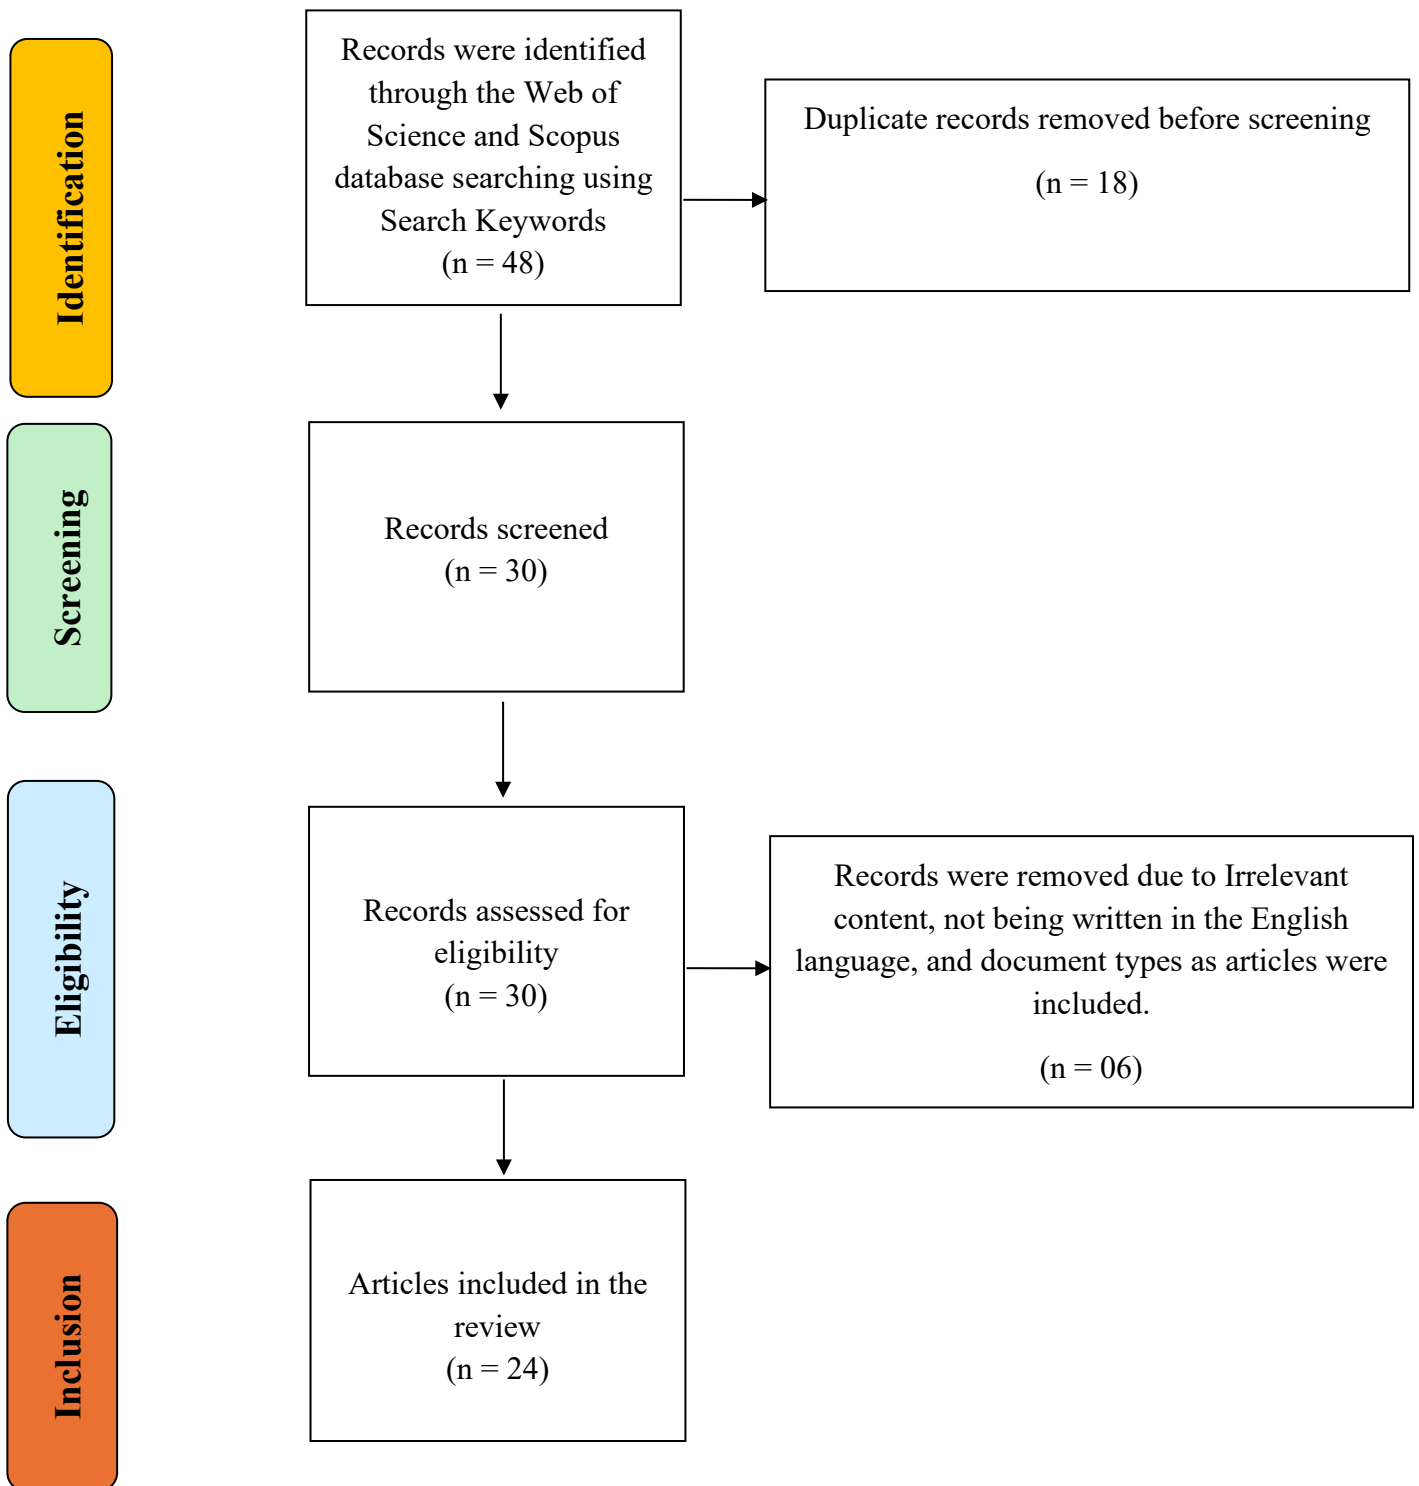 Identification
Records were identified
through the Web of
Science and Scopus
database searching using
Search Keywords
(n = 48)
Duplicate records removed before screening
(n = 18)
Screening
Records screened
(n = 30)
Eligibility
Records assessed for
eligibility
(n = 30)
Records were removed due to Irrelevant
content, not being written in the English
language, and document types as articles were
included.
(n = 06)
Inclusion
Articles included in the
review
(n = 24)